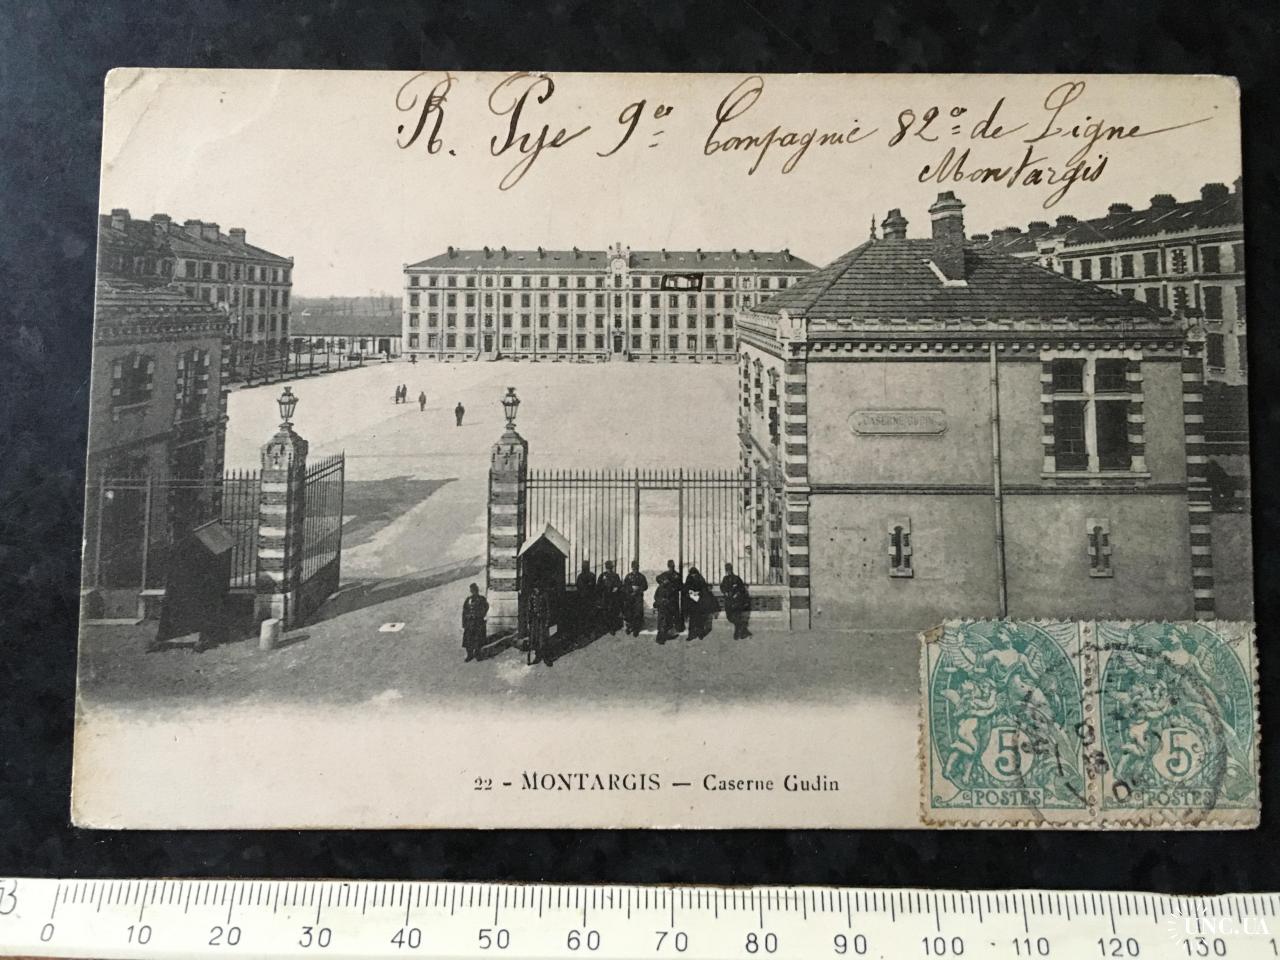 R. Pye 9e Compagnie 82e de Ligne
Montargis
CASERNE GUDIN
22 - MONTARGIS — Caserne Gudin
5 5
POSTES POSTES
0 10 20 30 40 50 60 70 80 90 100 110 120 130
UNC.UA